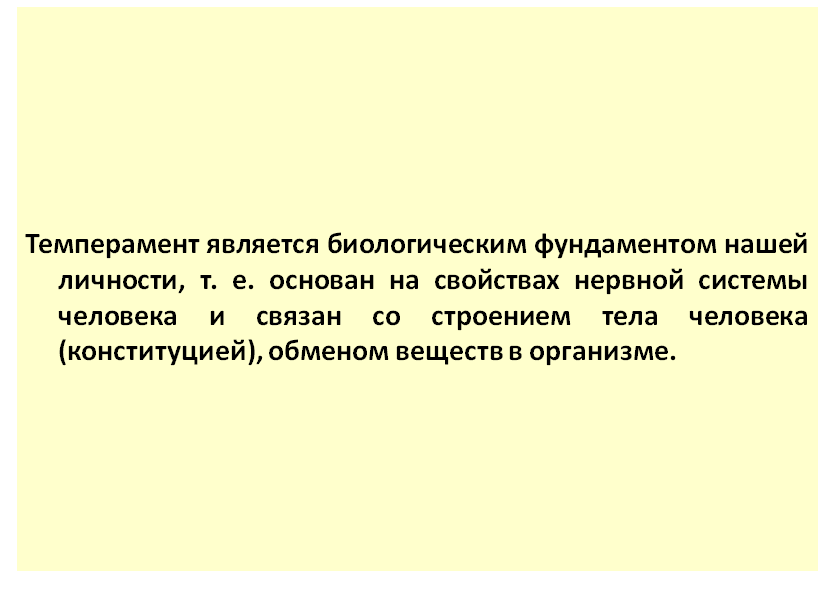 Темперамент является биологическим фундаментом нашей
личности, т. е. основан на свойствах нервной системы
человека и связан со строением тела человека
(конституцией), обменом веществ в организме.